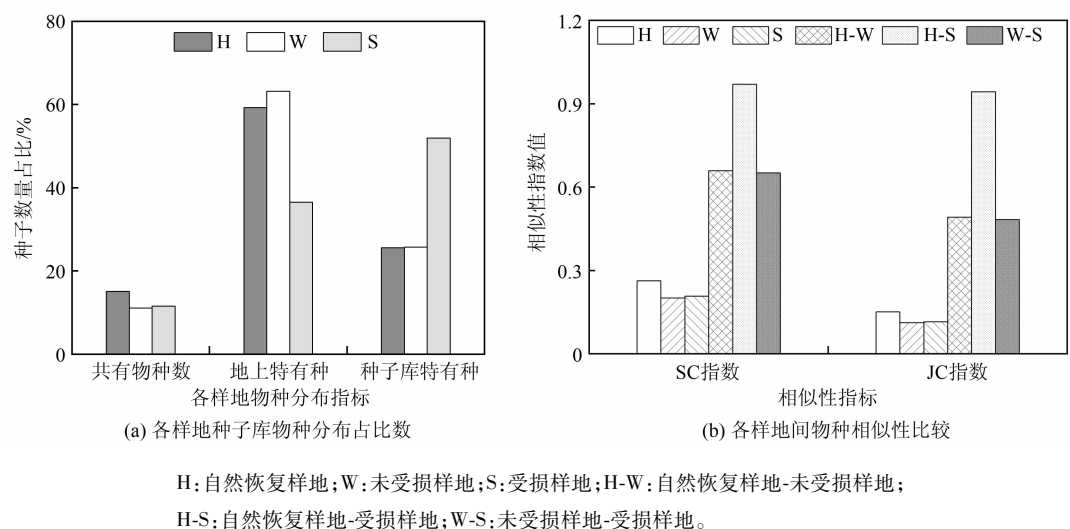 80
60
40
20
0
种子数量占比/%
H W S
共有物种数 地上特有种 种子库特有种
各样地物种分布指标
(a) 各样地种子库物种分布占比数
1.2
0.9
0.6
0.3
0
相似性指数值
H W S H-W H-S W-S
SC指数 JC指数
相似性指标
(b) 各样地间物种相似性比较
H:自然恢复样地;W:未受损样地;S:受损样地;H-W:自然恢复样地-未受损样地;
H-S:自然恢复样地-受损样地;W-S:未受损样地-受损样地。